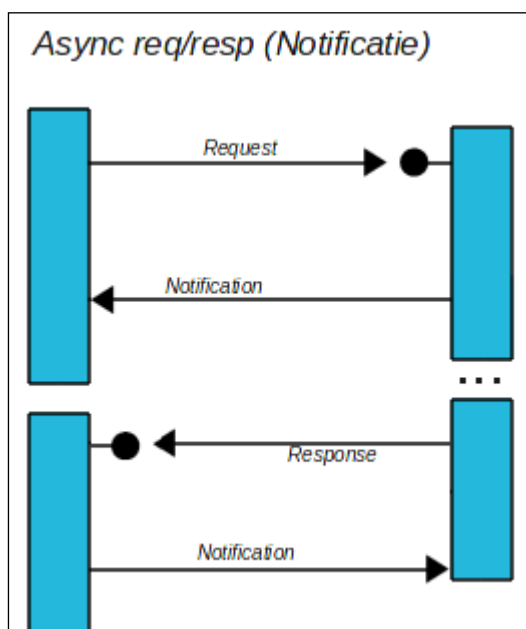 Async req/resp (Notificatie)
Request
Notification
...
Response
Notification